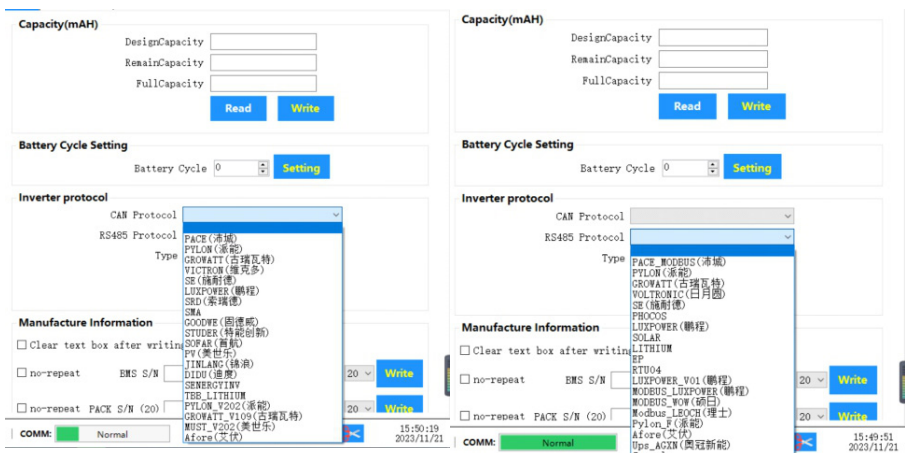 Capacity(mAH)
DesignCapacity
RemainCapacity
FullCapacity
Read Write
Battery Cycle Setting
Battery Cycle 0 Setting
Inverter protocol
CAN Protocol
RS485 Protocol
Type
PACE(沛城)
PYLON(派能)
GROWATT(古瑞瓦特)
VICTRON(维克多)
SE(施耐德)
LUXPOWER(鹏程)
SRD(索瑞德)
SMA
GOODWE(固德威)
STUDER(特能创新)
SOFAR(首航)
PV(美世乐)
JINLANG(锦浪)
DIDU(迪度)
SENERGYINV
TBB_LITHIUM
PYLON_V202(派能)
GROWATT_V109(古瑞瓦特)
MUST_V202(美世乐)
Afore(艾伏)
Manufacture Information
Clear text box after writing
no-repeat BMS S/N 20 Write
no-repeat PACK S/N (20) 20 Write
COMM: Normal
15:50:19
2023/11/21
Capacity(mAH)
DesignCapacity
RemainCapacity
FullCapacity
Read Write
Battery Cycle Setting
Battery Cycle 0 Setting
Inverter protocol
CAN Protocol
RS485 Protocol
Type
PACE_MODBUS(沛城)
PYLON(派能)
GROWATT(古瑞瓦特)
VOLTRONIC(日月圆)
SE(施耐德)
PHOCOS
LUXPOWER(鹏程)
SOLAR
LITHIUM
EP
RTU04
LUXPOWER_V01(鹏程)
MODBUS_LUXPOWER(鹏程)
MODBUS_WOW(硕日)
Modbus_LEOCH(理士)
Pylon_F(派能)
Afore(艾伏)
Ups_AGXN(奥冠新能)
Manufacture Information
Clear text box after writing
no-repeat BMS S/N 20 Write
no-repeat PACK S/N (20) 20 Write
COMM: Normal
15:49:51
2023/11/21